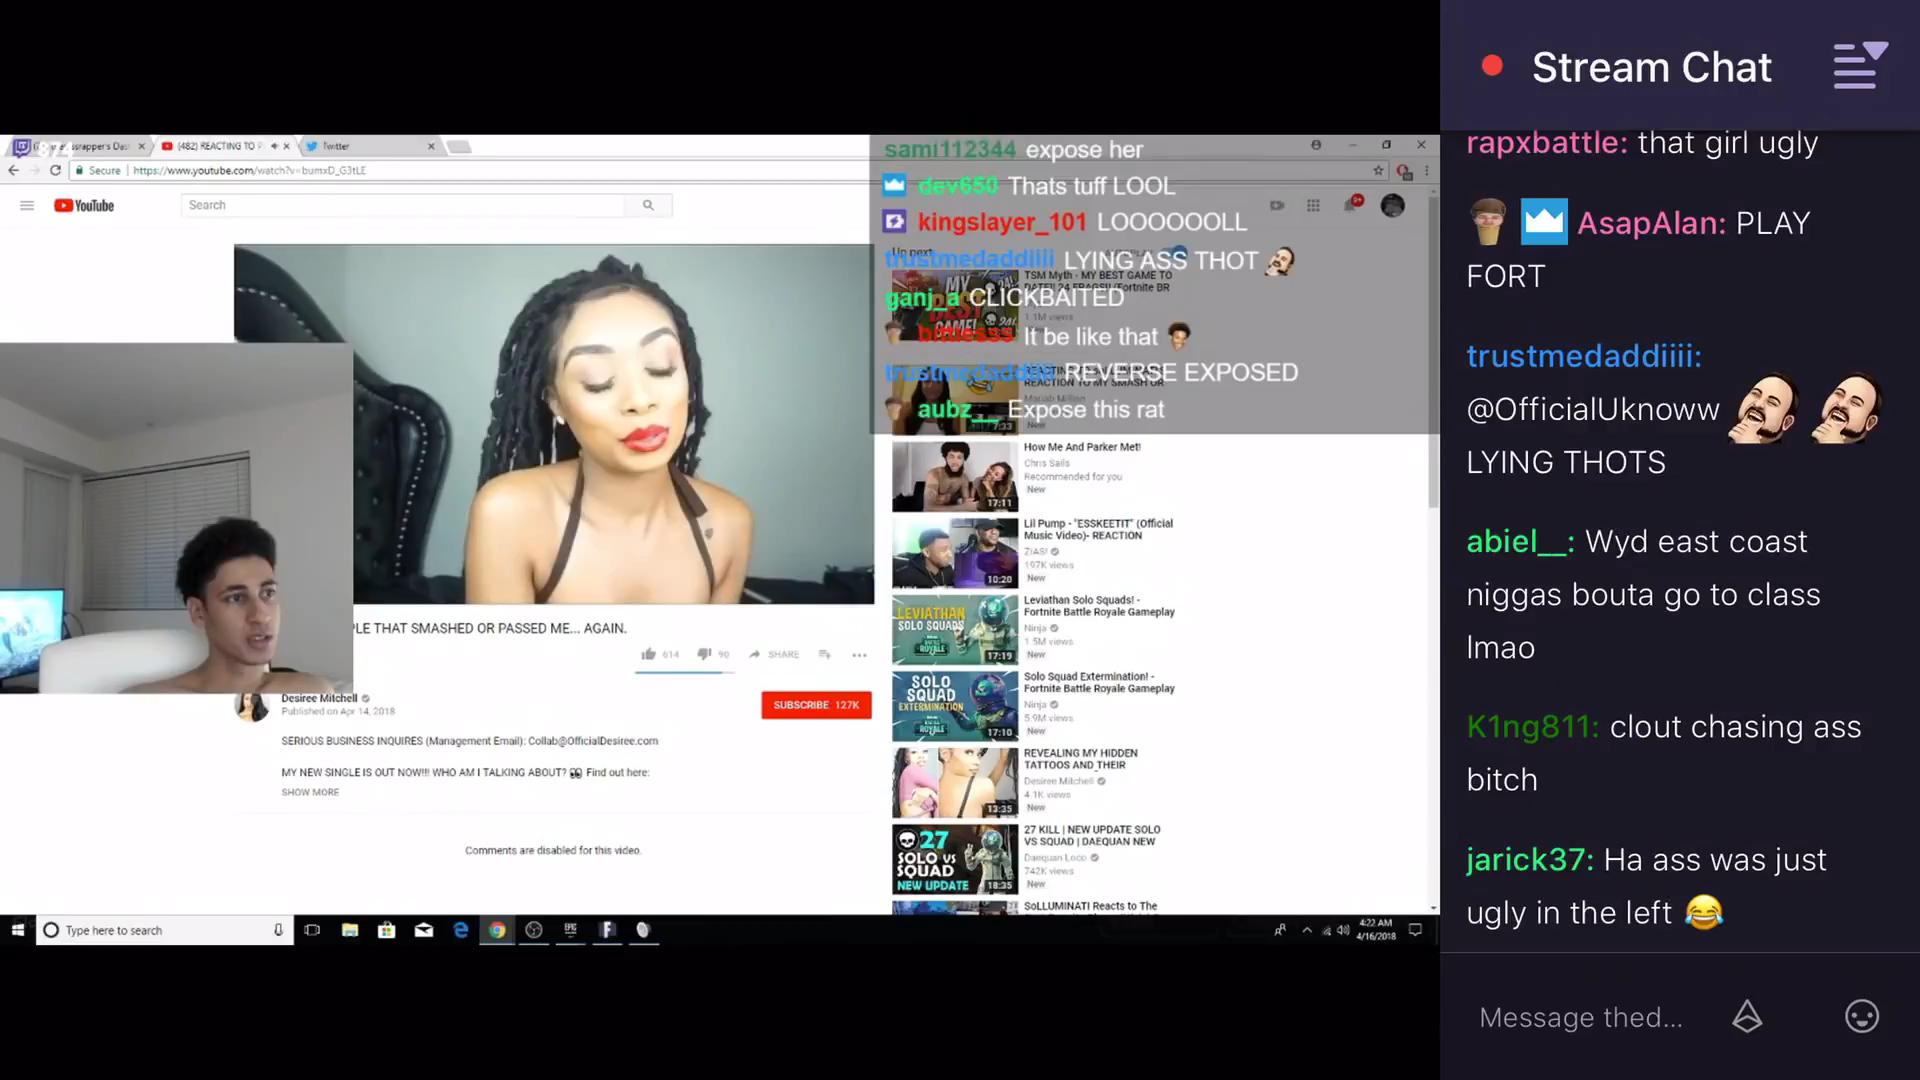 (482) REACTING TO
Twitter
Secure
https://www.youtube.com/watch?v=bumxD_G3tLE
YouTube
Search
PLE THAT SMASHED OR PASSED ME... AGAIN.
614
90
SHARE
Desiree Mitchell
Published on Apr 14, 2018
SUBSCRIBE 127K
SERIOUS BUSINESS INQUIRES (Management Email): Collab@OfficialDesiree.com
MY NEW SINGLE IS OUT NOW!!! WHO AM I TALKING ABOUT? 👀 Find out here:
SHOW MORE
Comments are disabled for this video.
sami112344 expose her
dev650 Thats tuff LOOL
kingslayer_101 LOOOOOOLL
trustmedaddiiii LYING ASS THOT
ganj_a CLICKBAITED
It be like that
trustmedaddiiii REVERSE EXPOSED
aubz__ Expose this rat
Up next
TSM Myth - MY BEST GAME TO
1.1M views
REACTION TO MY SMASH OR
7:33
New
How Me And Parker Met!
Chris Sails
Recommended for you
New
17:11
Lil Pump - "ESSKEETIT" (Official
Music Video)- REACTION
ZIAS!
197K views
New
10:20
LEVIATHAN
SOLO SQUADS
17:19
Leviathan Solo Squads! -
Fortnite Battle Royale Gameplay
Ninja
1.5M views
New
SOLO
SQUAD
EXTERMINATION
17:10
Solo Squad Extermination! -
Fortnite Battle Royale Gameplay
Ninja
5.9M views
New
REVEALING MY HIDDEN
TATTOOS AND THEIR
Desiree Mitchell
4.1K views
New
13:35
27
SOLO VS
SQUAD
NEW UPDATE
18:35
27 KILL | NEW UPDATE SOLO
VS SQUAD | DAEQUAN NEW
Daequan Loco
742K views
New
SoLLUMINATI Reacts to The
Type here to search
4:22 AM
4/16/2018
Stream Chat
rapxbattle: that girl ugly
AsapAlan: PLAY
FORT
trustmedaddiiii:
@OfficialUknoww
LYING THOTS
abiel__: Wyd east coast
niggas bouta go to class
lmao
K1ng811: clout chasing ass
bitch
jarick37: Ha ass was just
ugly in the left 😂
Message thed...